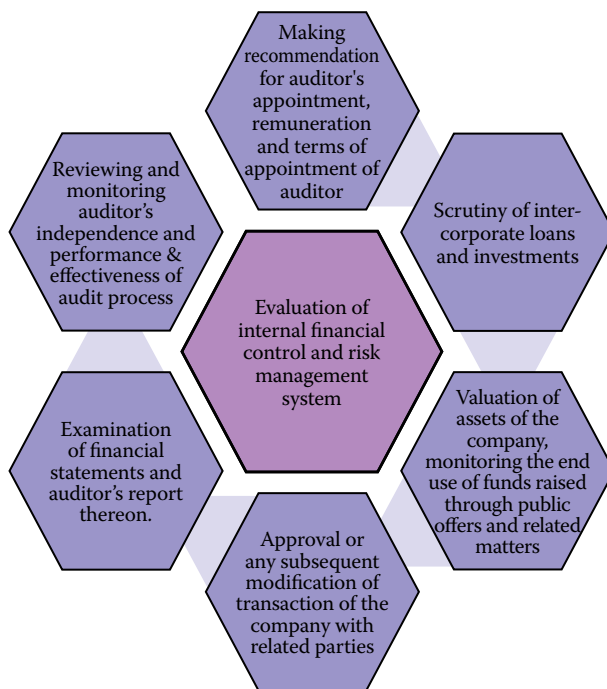 Making
recommendation
for auditor's
appointment,
remuneration
and terms of
appointment of
auditor
Scrutiny of inter-
corporate loans
and investments
Valuation of
assets of the
company,
monitoring the end
use of funds raised
through public
offers and related
matters
Approval or
any subsequent
modification of
transaction of the
company with
related parties
Examination
of financial
statements and
auditor’s report
thereon.
Reviewing and
monitoring
auditor’s
independence and
performance &
effectiveness of
audit process
Evaluation of
internal financial
control and risk
management
system